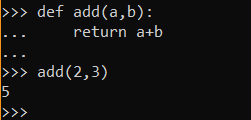 >>> def add(a,b):
...     return a+b
...
>>> add(2,3)
5
>>>